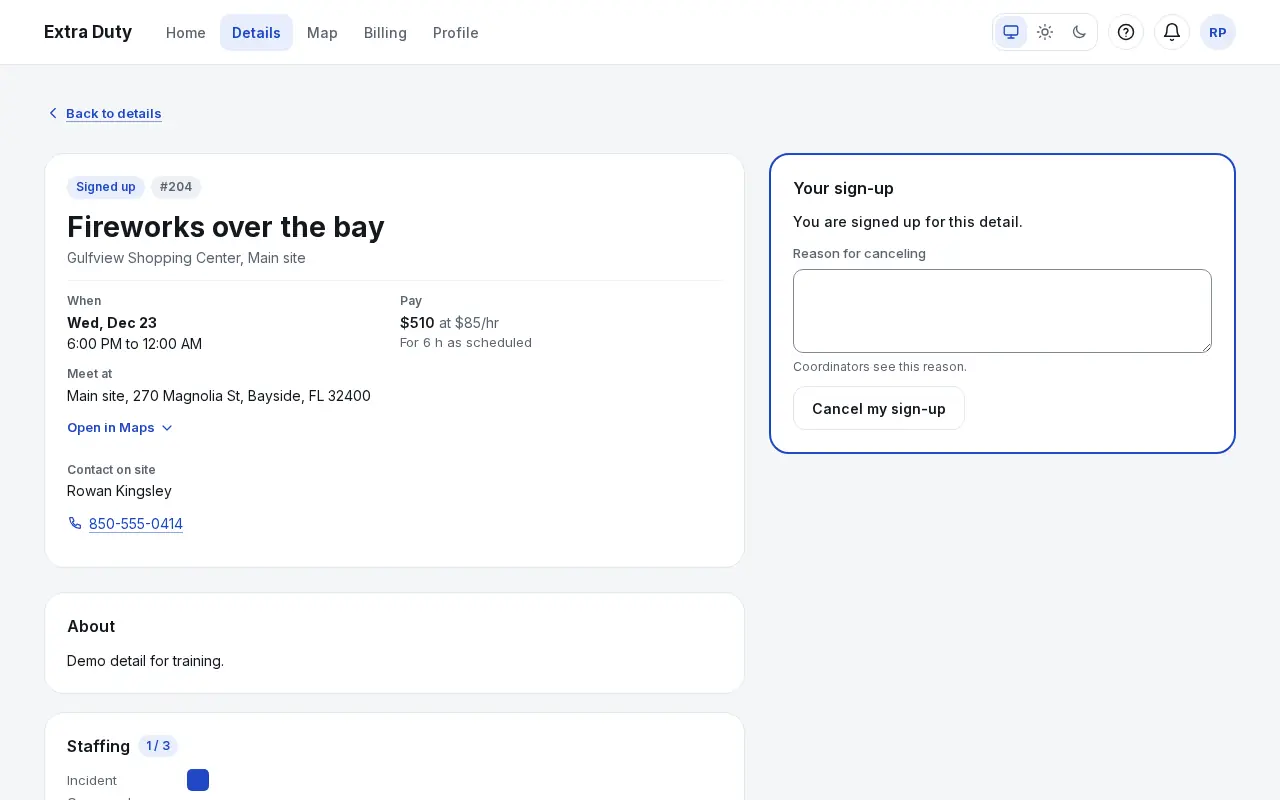 Extra Duty
Home
Details
Map
Billing
Profile
RP
Back to details
Signed up
#204
Fireworks over the bay
Gulfview Shopping Center, Main site
When
Wed, Dec 23
6:00 PM to 12:00 AM
Pay
$510 at $85/hr
For 6 h as scheduled
Meet at
Main site, 270 Magnolia St, Bayside, FL 32400
Open in Maps
Contact on site
Rowan Kingsley
850-555-0414
Your sign-up
You are signed up for this detail.
Reason for canceling
Coordinators see this reason.
Cancel my sign-up
About
Demo detail for training.
Staffing
1 / 3
Incident